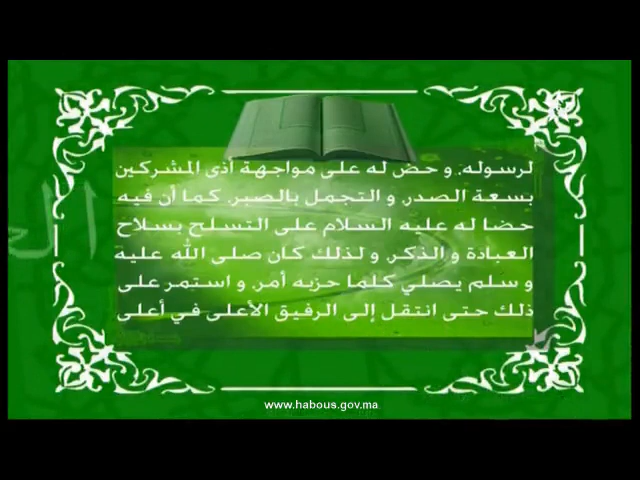 لرسوله. و حض له على مواجهة أذى المشركين
بسعة الصدر. و التجمل بالصبر. كما أن فيه
حضا له عليه السلام على التسلح بسلاح
العبادة و الذكر. و لذلك كان صلى الله عليه
و سلم يصلي كلما حزبه أمر. و استمر على
ذلك حتى انتقل إلى الرفيق الأعلى في أعلى
www.habous.gov.ma